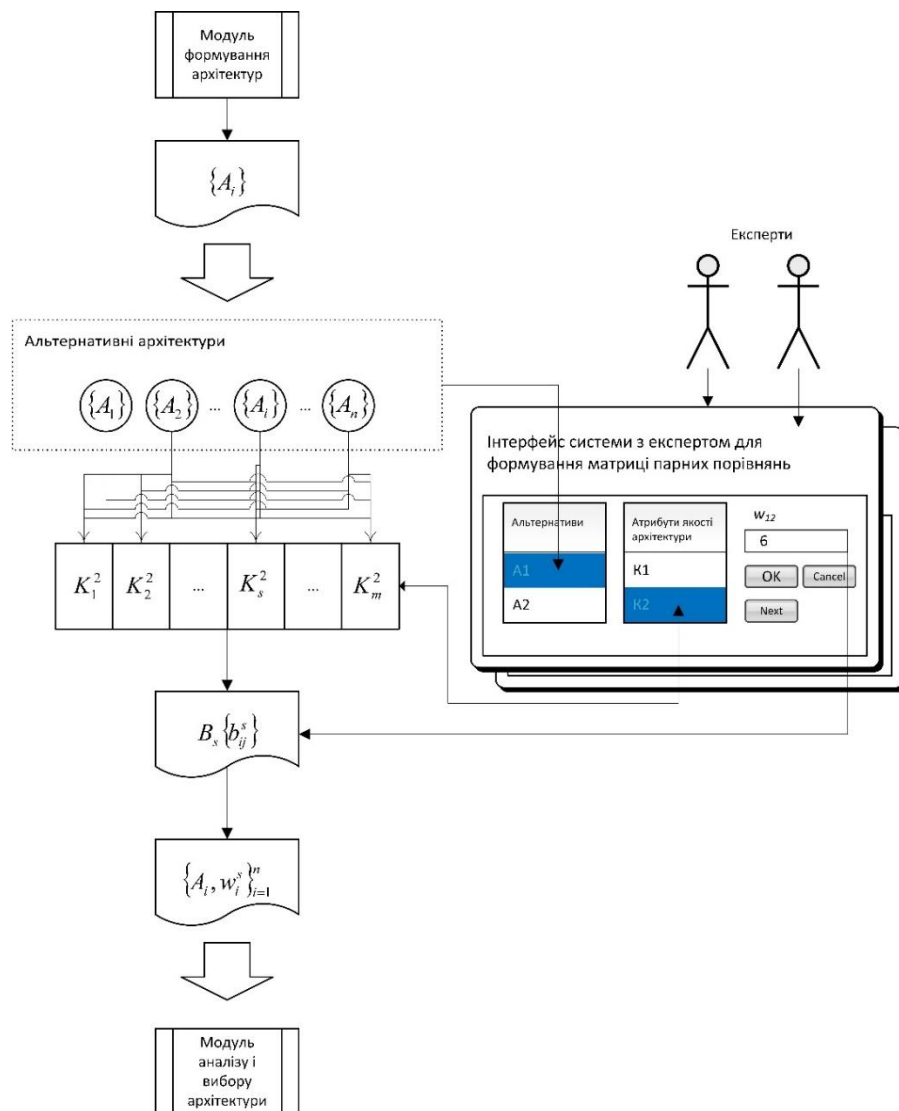 Модуль
формування
архітектур
{A_i}
Експерти
Альтернативні архітектури
{A_1} {A_2} ... {A_i} ... {A_n}
Інтерфейс системи з експертом для
формування матриці парних порівнянь
Альтернативи
A1
A2
Атрибути якості
архітектури
К1
К2
w_12
6
OK Cancel
Next
K_1^2 K_2^2 ... K_s^2 ... K_m^2
B_s{b_ij^s}
{A_i, w_i^s}_{i=1}^n
Модуль
аналізу і
вибору
архітектури